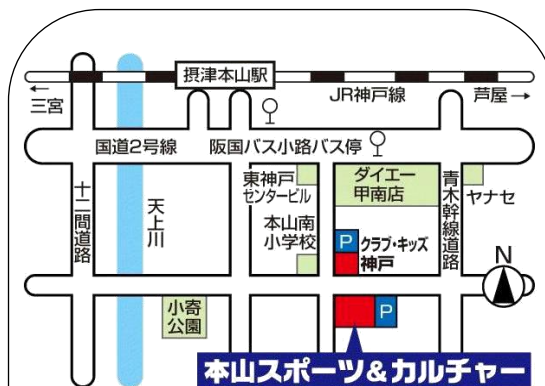 摂津本山駅
←
三宮
JR神戸線
芦屋→
国道2号線
阪国バス小路バス停
十二間道路
天上川
東神戸
センタービル
ダイエー
甲南店
青木幹線道路
ヤナセ
本山南
小学校
P
クラブ・キッズ
神戸
N
小寄
公園
P
本山スポーツ&カルチャー